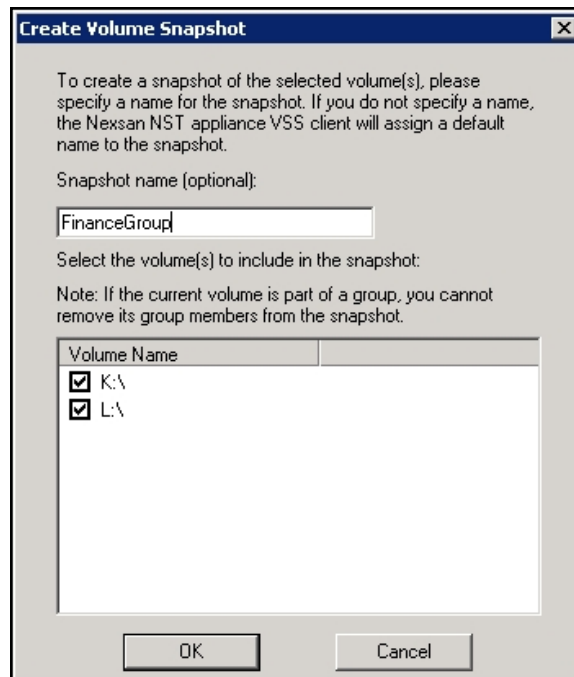 Create Volume Snapshot
To create a snapshot of the selected volume(s), please
specify a name for the snapshot. If you do not specify a name,
the Nexsan NST appliance VSS client will assign a default
name to the snapshot.
Snapshot name (optional):
FinanceGroup
Select the volume(s) to include in the snapshot:
Note: If the current volume is part of a group, you cannot
remove its group members from the snapshot.
Volume Name
K:\
L:\
OK Cancel